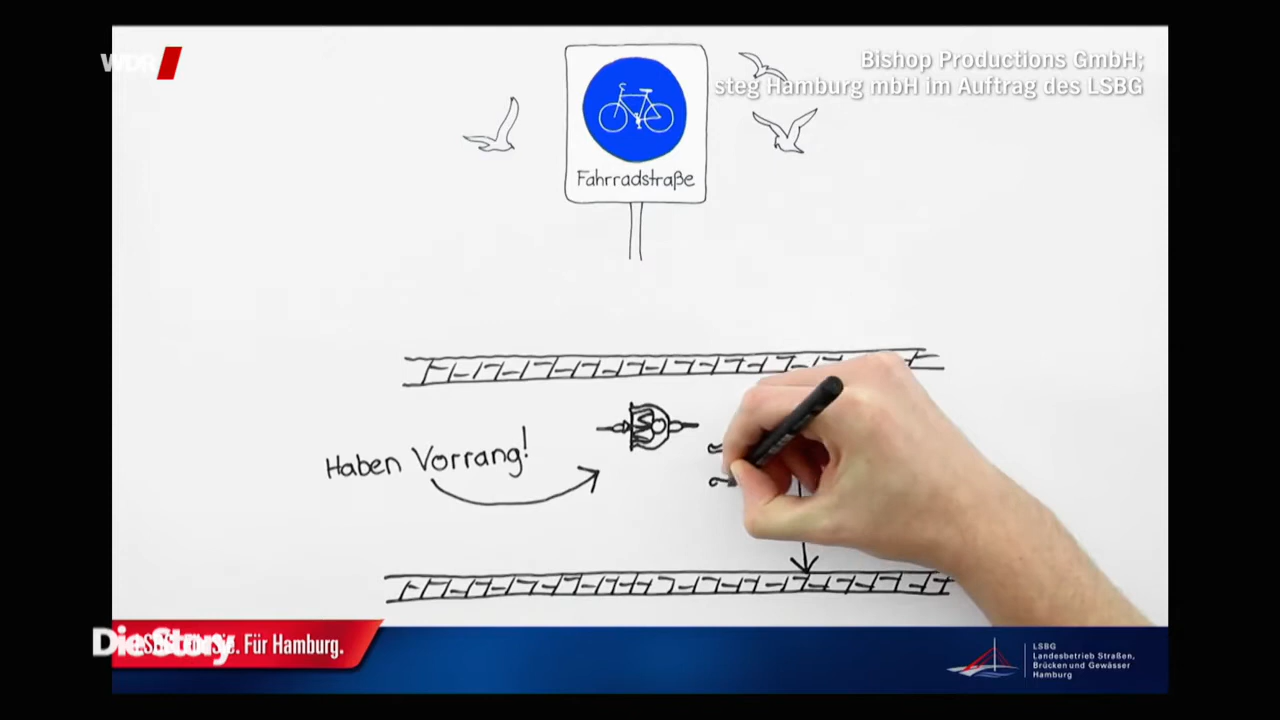 WDR
Bishop Productions GmbH;
steg Hamburg mbH im Auftrag des LSBG
Fahrradstraße
Haben Vorrang!
Die Story
Für Hamburg.
LSBG
Landesbetrieb Straßen,
Brücken und Gewässer
Hamburg